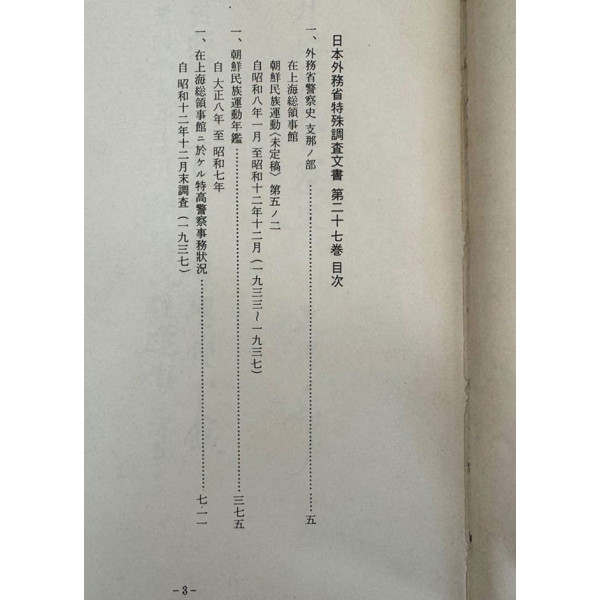 日本外務省特殊調査文書 第二十七巻 目次
一、外務省警察史 支那ノ部 ……………………………………… 五
在上海総領事館
朝鮮民族運動(未定稿) 第五ノ二
自昭和八年一月 至昭和十二年十二月(一九三三〜一九三七)
一、朝鮮民族運動年鑑 ……………………………………… 三七五
自 大正八年 至 昭和七年
一、在上海総領事館ニ於ケル特高警察事務狀況 ……………………………………… 七一一
自 昭和十二年十二月末調査(一九三七)
-3-